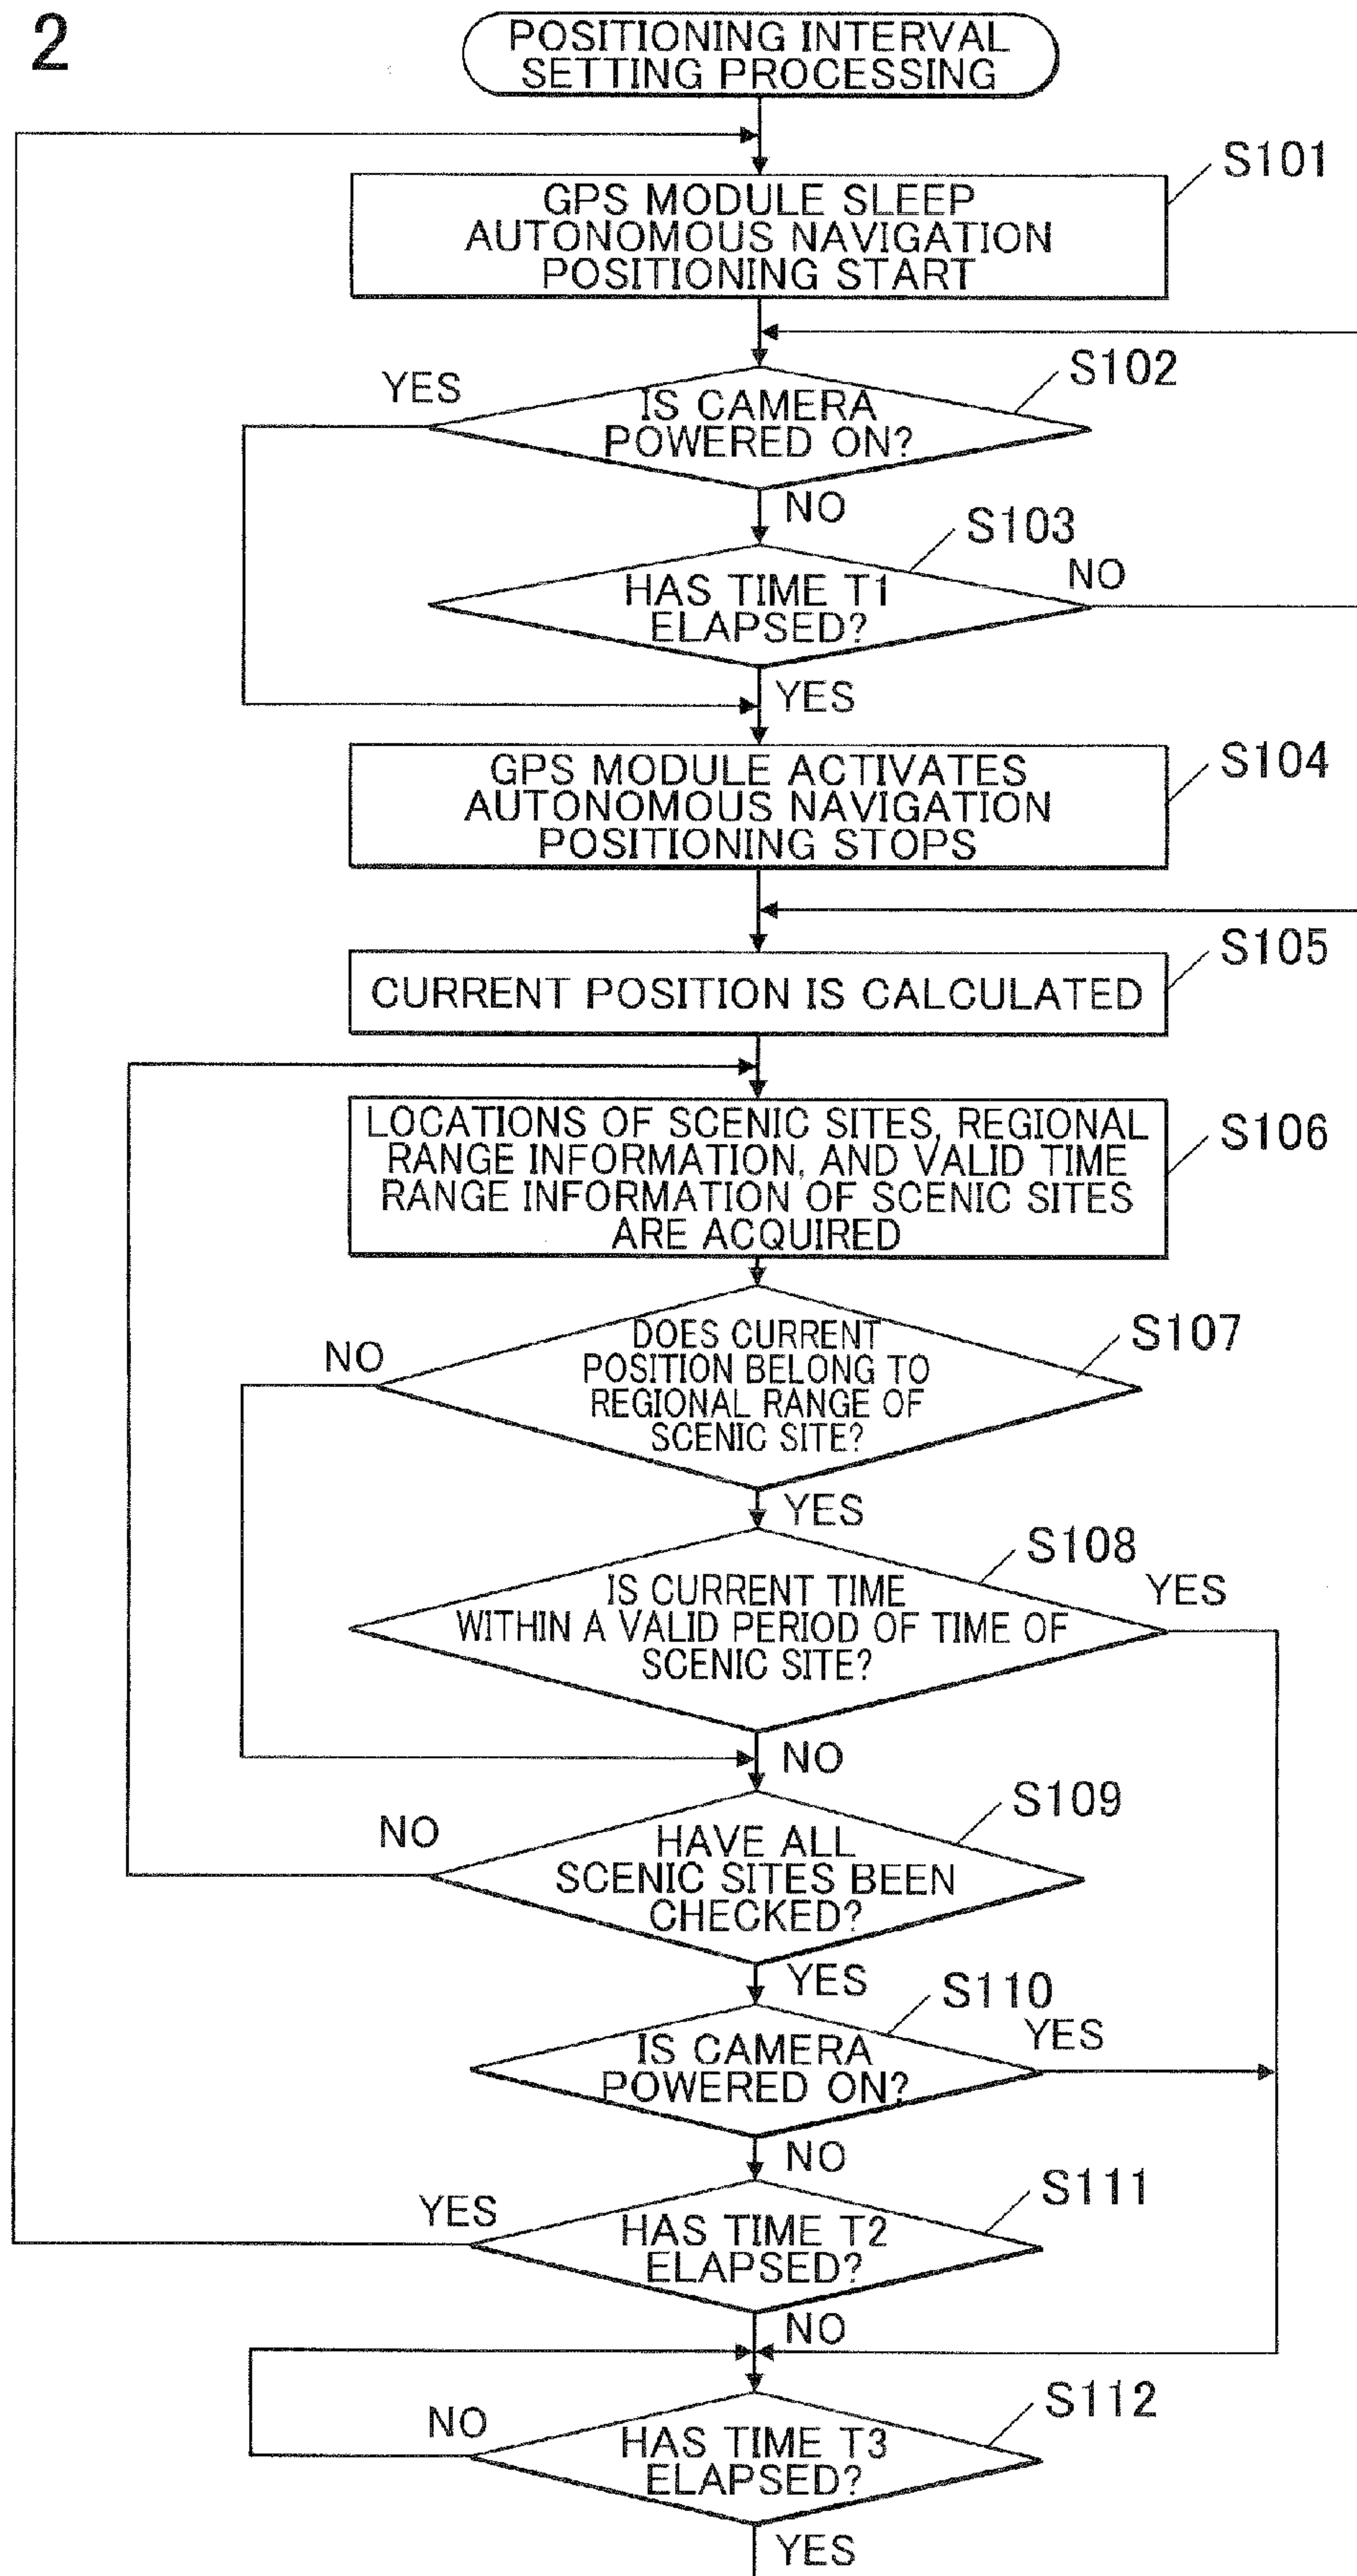 2
POSITIONING INTERVAL
SETTING PROCESSING
S101
GPS MODULE SLEEP
AUTONOMOUS NAVIGATION
POSITIONING START
S102
YES
IS CAMERA
POWERED ON?
NO
S103
HAS TIME T1
ELAPSED?
NO
YES
S104
GPS MODULE ACTIVATES
AUTONOMOUS NAVIGATION
POSITIONING STOPS
S105
CURRENT POSITION IS CALCULATED
S106
LOCATIONS OF SCENIC SITES, REGIONAL
RANGE INFORMATION, AND VALID TIME
RANGE INFORMATION OF SCENIC SITES
ARE ACQUIRED
S107
NO
DOES CURRENT
POSITION BELONG TO
REGIONAL RANGE OF
SCENIC SITE?
YES
S108
YES
IS CURRENT TIME
WITHIN A VALID PERIOD OF TIME OF
SCENIC SITE?
NO
S109
NO
HAVE ALL
SCENIC SITES BEEN
CHECKED?
YES
S110
YES
IS CAMERA
POWERED ON?
NO
S111
YES
HAS TIME T2
ELAPSED?
NO
S112
NO
HAS TIME T3
ELAPSED?
YES